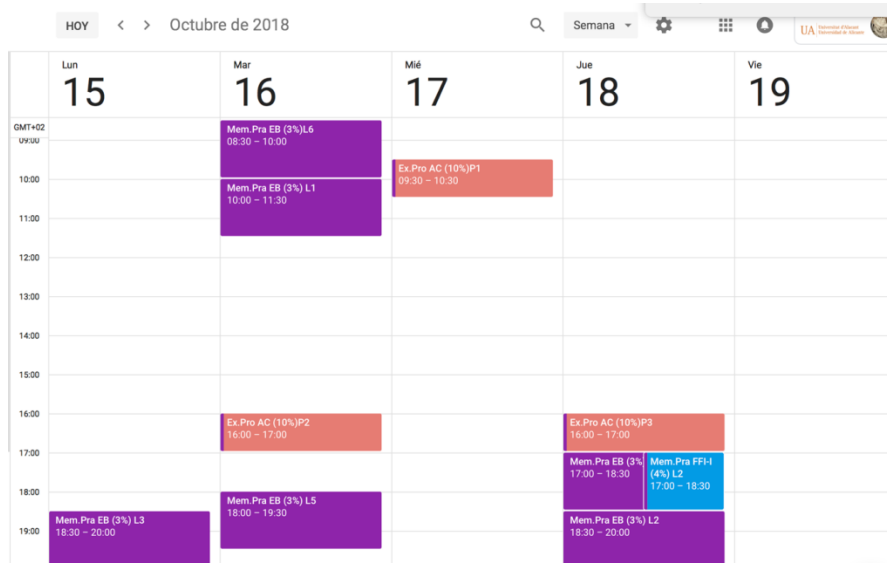 HOY < > Octubre de 2018 Semana
UA Universitat d'Alacant
Universidad de Alicante
Lun Mar Mié Jue Vie
15 16 17 18 19
GMT+02
09:00
10:00
11:00
12:00
13:00
14:00
15:00
16:00
17:00
18:00
19:00
Mem.Pra EB (3%) L3
18:30 – 20:00
Mem.Pra EB (3%)L6
08:30 – 10:00
Mem.Pra EB (3%) L1
10:00 – 11:30
Ex.Pro AC (10%)P2
16:00 – 17:00
Mem.Pra EB (3%) L5
18:00 – 19:30
Ex.Pro AC (10%)P1
09:30 – 10:30
Ex.Pro AC (10%)P3
16:00 – 17:00
Mem.Pra EB (3%
17:00 – 18:30
Mem.Pra FFI-I
(4%) L2
17:00 – 18:30
Mem.Pra EB (3%) L2
18:30 – 20:00